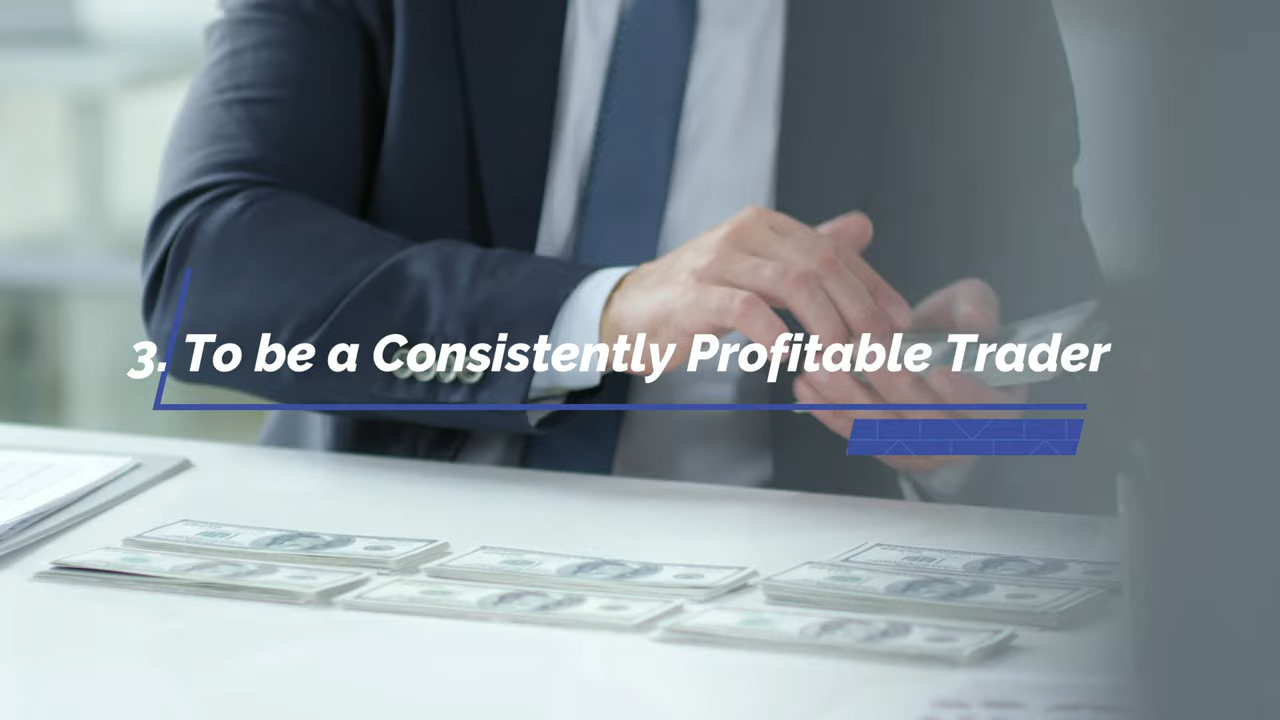 3. To be a Consistently Profitable Trader